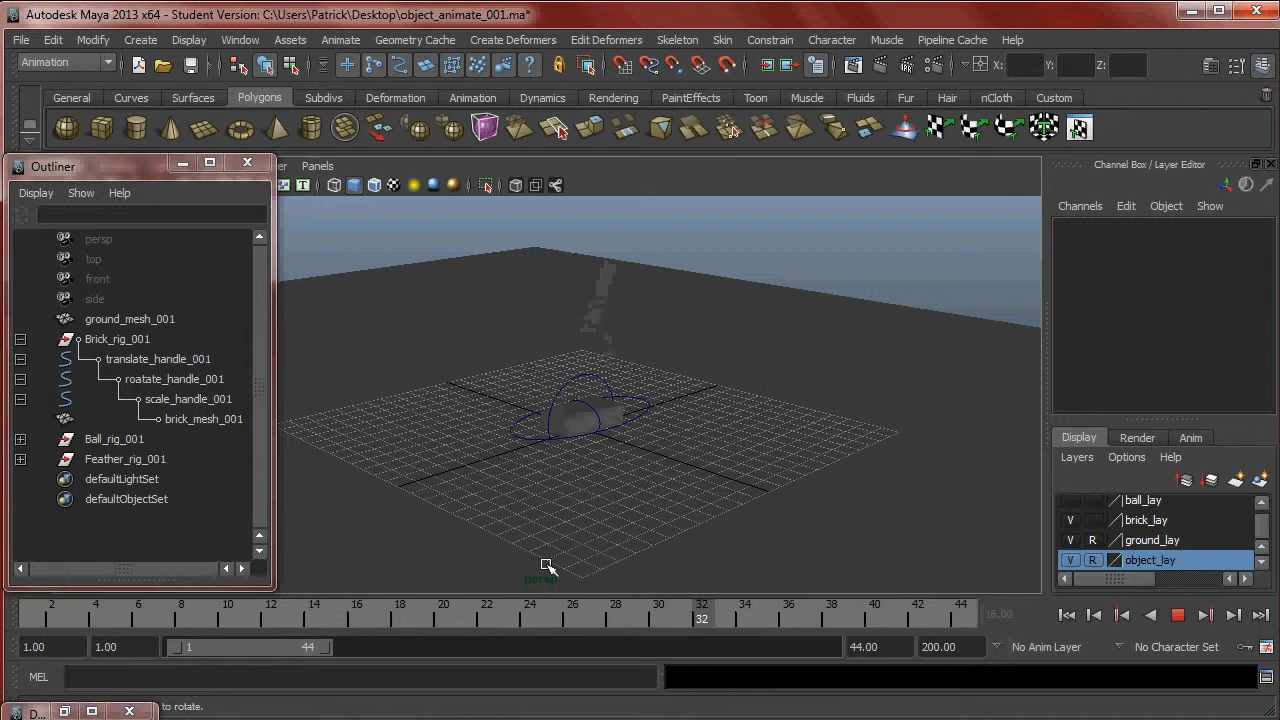 Autodesk Maya 2013 x64 - Student Version: C:\Users\Patrick\Desktop\object_animate_001.ma*
File Edit Modify Create Display Window Assets Animate Geometry Cache Create Deformers Edit Deformers Skeleton Constrain Character Muscle Pipeline Cache Help
Animation X: Y: Z:
General Curves Surfaces Polygons Subdivs Deformation Animation Dynamics Rendering PaintEffects Toon Muscle Fluids Fur Hair nCloth Custom
Outliner
Display Show Help
persp
top
front
side
ground_mesh_001
Brick_rig_001
translate_handle_001
roatate_handle_001
scale_handle_001
brick_mesh_001
Ball_rig_001
Feather_rig_001
defaultLightSet
defaultObjectSet
Panels
persp
Channel Box / Layer Editor
Channels Edit Object Show
Display Render Anim
Layers Options Help
ball_lay
V brick_lay
V R ground_lay
V R object_lay
2 4 6 8 10 12 14 16 18 20 22 24 26 28 30 32 34 36 38 40 42 44
32
16.00
1.00 1.00 1 44 44.00 200.00 No Anim Layer No Character Set
MEL
D... to rotate.